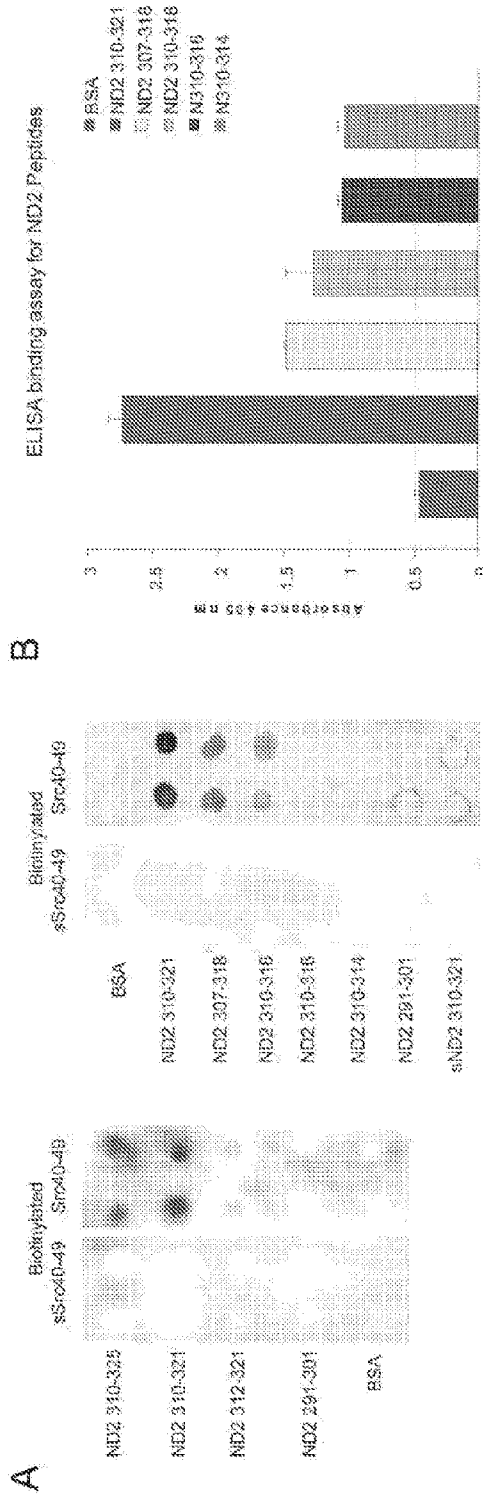 A
Biotinylated
sSrc40-49 Src40-49
ND2 310-325
ND2 310-321
ND2 312-321
ND2 291-301
BSA
Biotinylated
sSrc40-49 Src40-49
BSA
ND2 310-321
ND2 307-318
ND2 310-318
ND2 310-316
ND2 310-314
ND2 291-301
sND2 310-321
B
ELISA binding assay for ND2 Peptides
Absorbance 405 nm
3
2.5
2
1.5
1
0.5
0
BSA
ND2 310-321
ND2 307-318
ND2 310-318
N310-316
N310-314